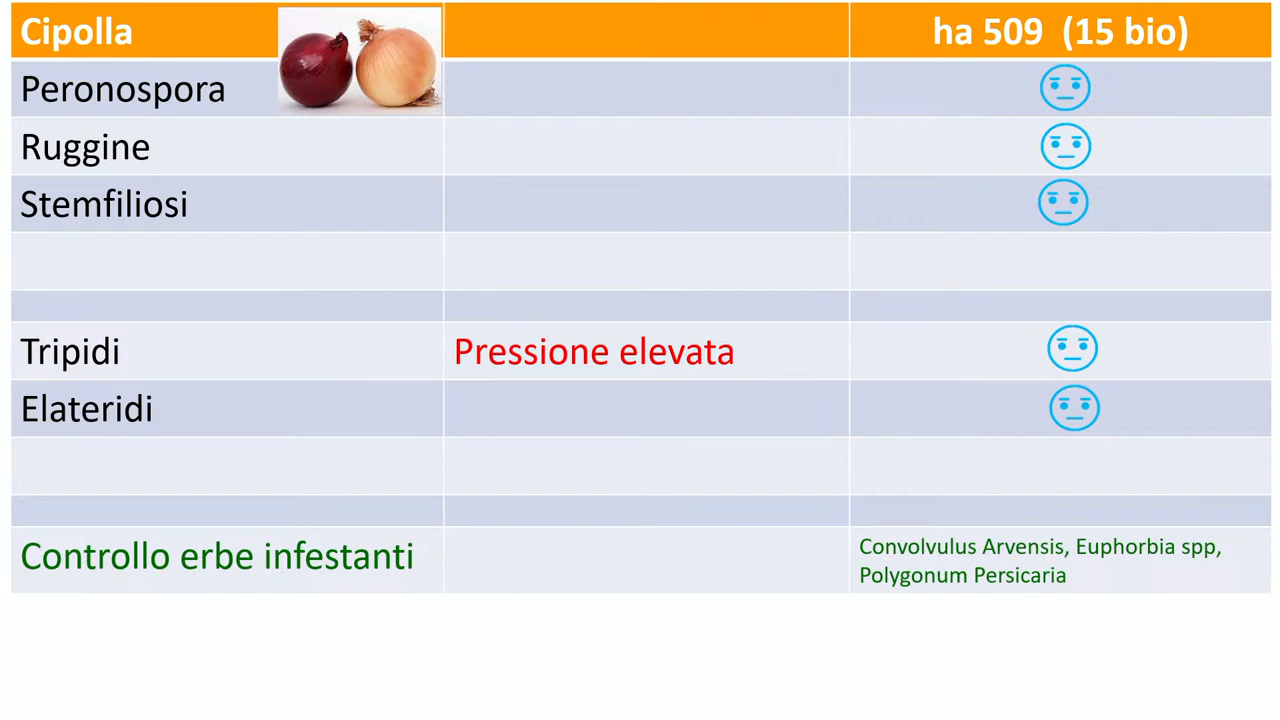 Cipolla
ha 509 (15 bio)
Peronospora
Ruggine
Stemfiliosi
Tripidi
Pressione elevata
Elateridi
Controllo erbe infestanti
Convolvulus Arvensis, Euphorbia spp,
Polygonum Persicaria